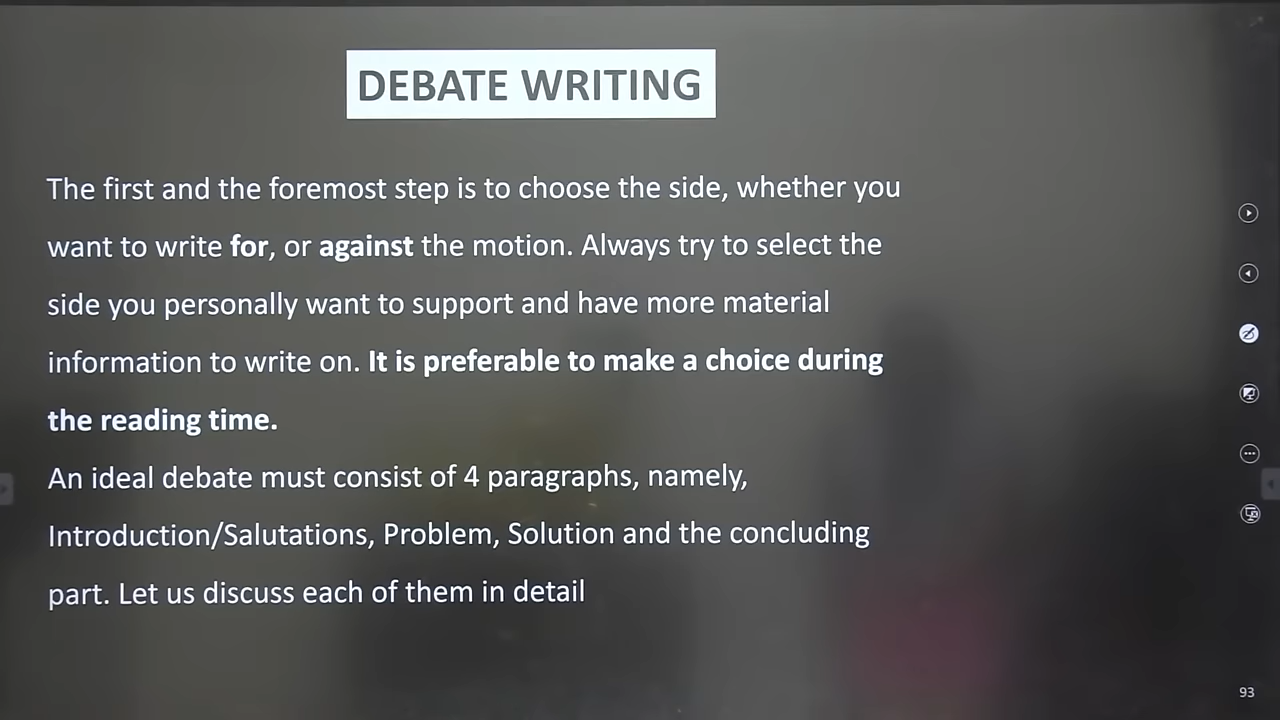 DEBATE WRITING
The first and the foremost step is to choose the side, whether you
want to write for, or against the motion. Always try to select the
side you personally want to support and have more material
information to write on. It is preferable to make a choice during
the reading time.
An ideal debate must consist of 4 paragraphs, namely,
Introduction/Salutations, Problem, Solution and the concluding
part. Let us discuss each of them in detail
93